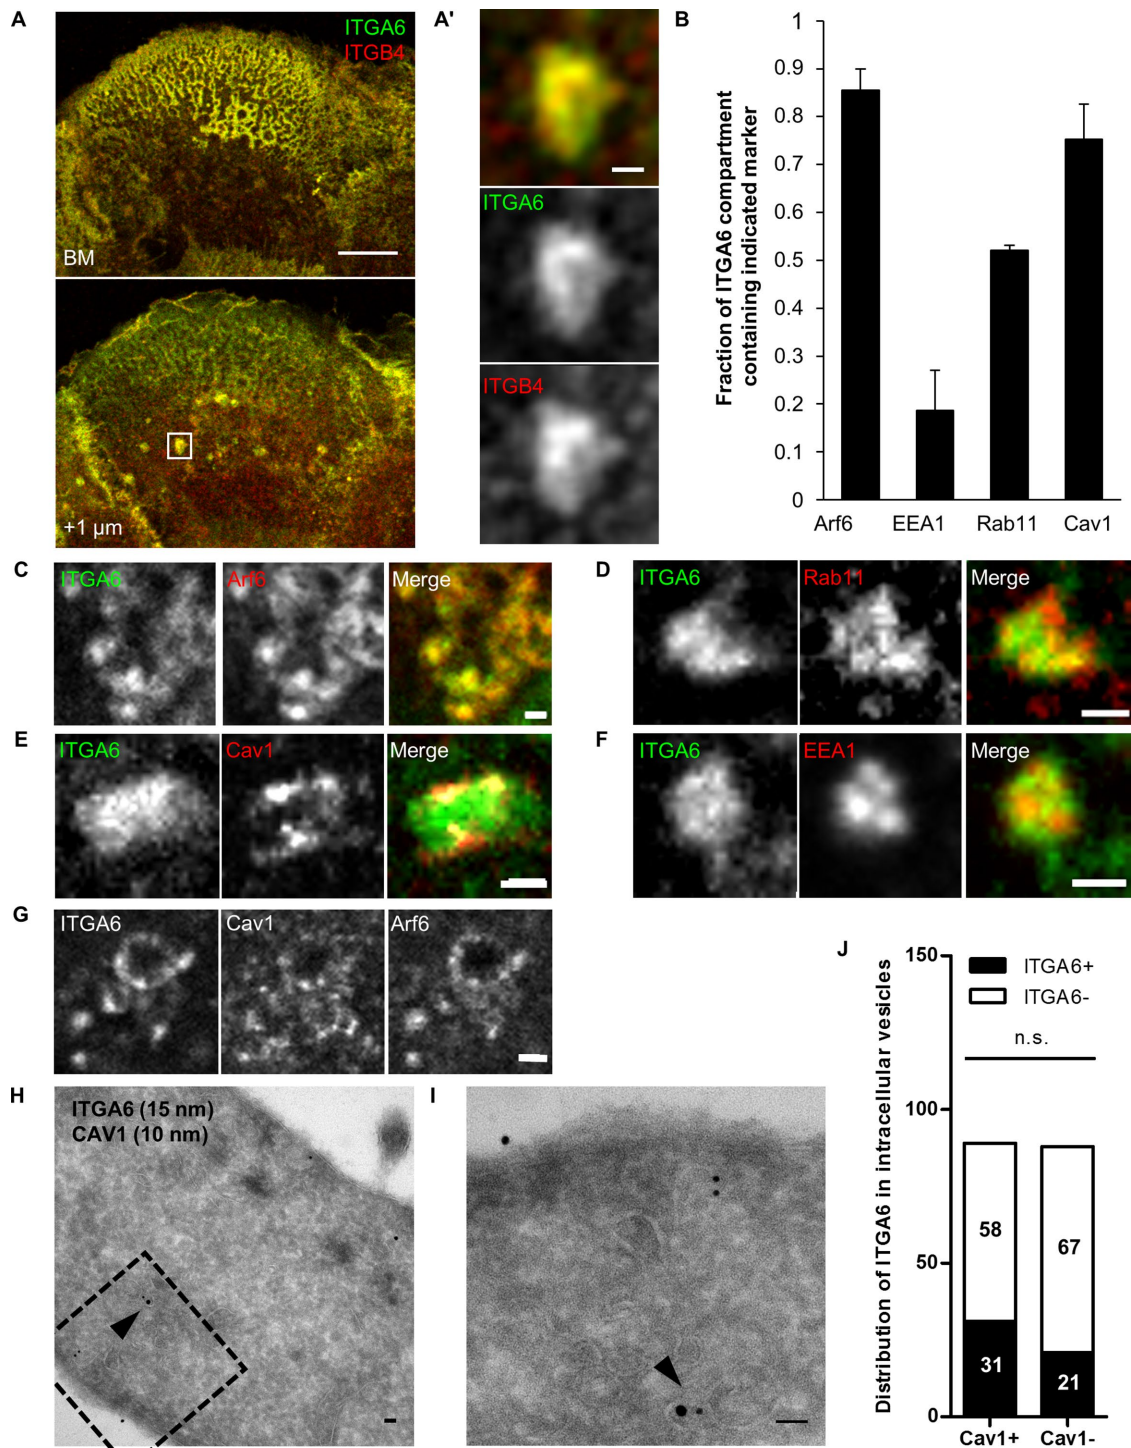 A
ITGA6
ITGB4
BM
+1 µm
A'
ITGA6
ITGB4
B
Fraction of ITGA6 compartment
containing indicated marker
1
0.9
0.8
0.7
0.6
0.5
0.4
0.3
0.2
0.1
0
Arf6 EEA1 Rab11 Cav1
C
ITGA6 Arf6 Merge
D
ITGA6 Rab11 Merge
E
ITGA6 Cav1 Merge
F
ITGA6 EEA1 Merge
G
ITGA6 Cav1 Arf6
H
ITGA6 (15 nm)
CAV1 (10 nm)
I
J
Distribution of ITGA6 in intracellular vesicles
150
100
50
0
ITGA6+
ITGA6-
n.s.
58 67
31 21
Cav1+ Cav1-